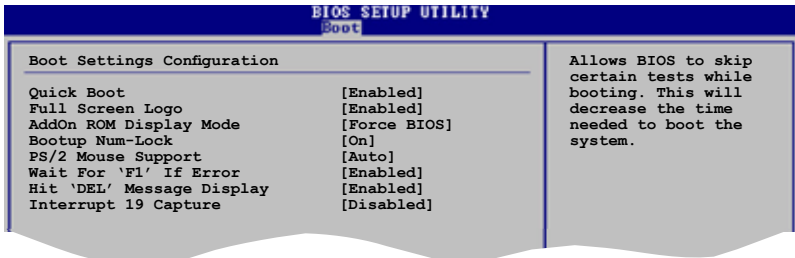 BIOS SETUP UTILITY
Boot
Boot Settings Configuration
Quick Boot [Enabled]
Full Screen Logo [Enabled]
AddOn ROM Display Mode [Force BIOS]
Bootup Num-Lock [On]
PS/2 Mouse Support [Auto]
Wait For ‘F1’ If Error [Enabled]
Hit ‘DEL’ Message Display [Enabled]
Interrupt 19 Capture [Disabled]
Allows BIOS to skip
certain tests while
booting. This will
decrease the time
needed to boot the
system.